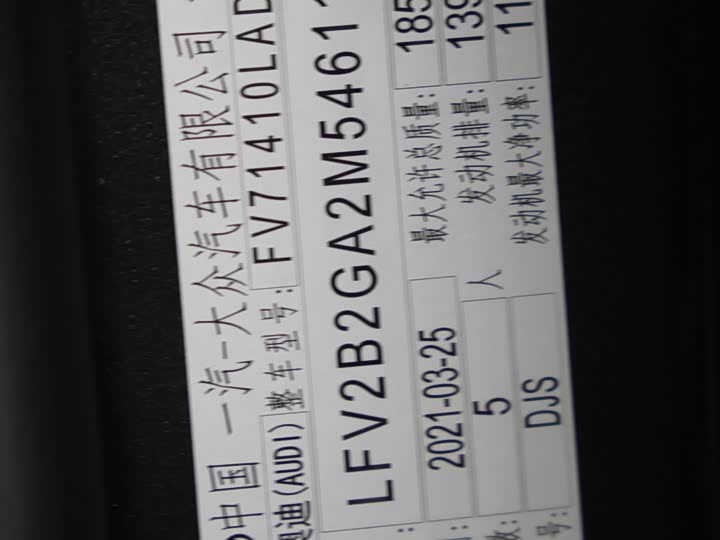 中国 一汽-大众汽车有限公司
奥迪(AUDI) 整车型号: FV71410LAD
LFV2B2GA2M5461
2021-03-25 最大允许总质量: 185
5 人 发动机排量: 139
DJS 发动机最大净功率: 11